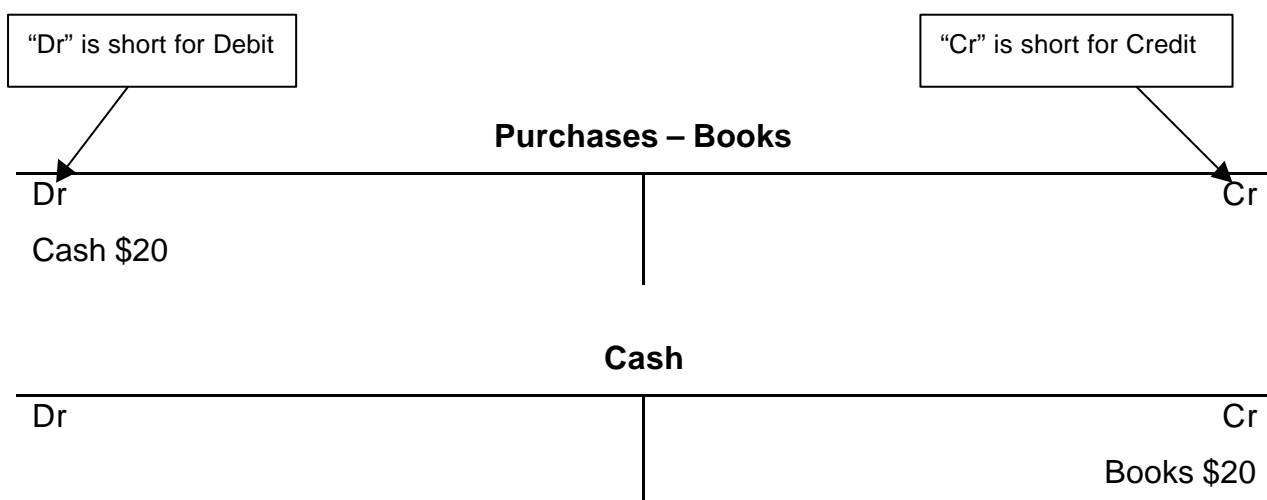 “Dr” is short for Debit
“Cr” is short for Credit
Purchases – Books
Dr
Cr
Cash $20
Cash
Dr
Cr
Books $20